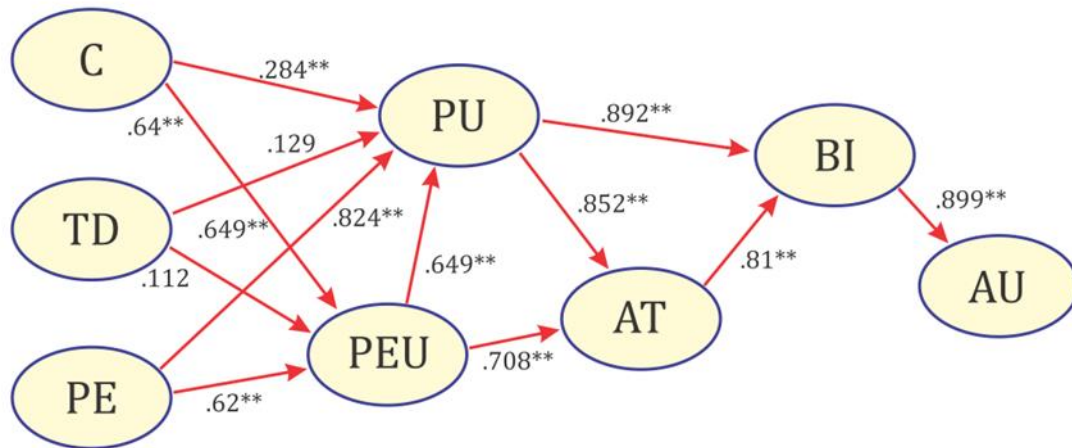 C
.284**
PU
.64**
.129
.892**
BI
TD
.649**
.824**
.852**
.899**
.112
.649**
.81**
AU
AT
PE
PEU
.708**
.62**